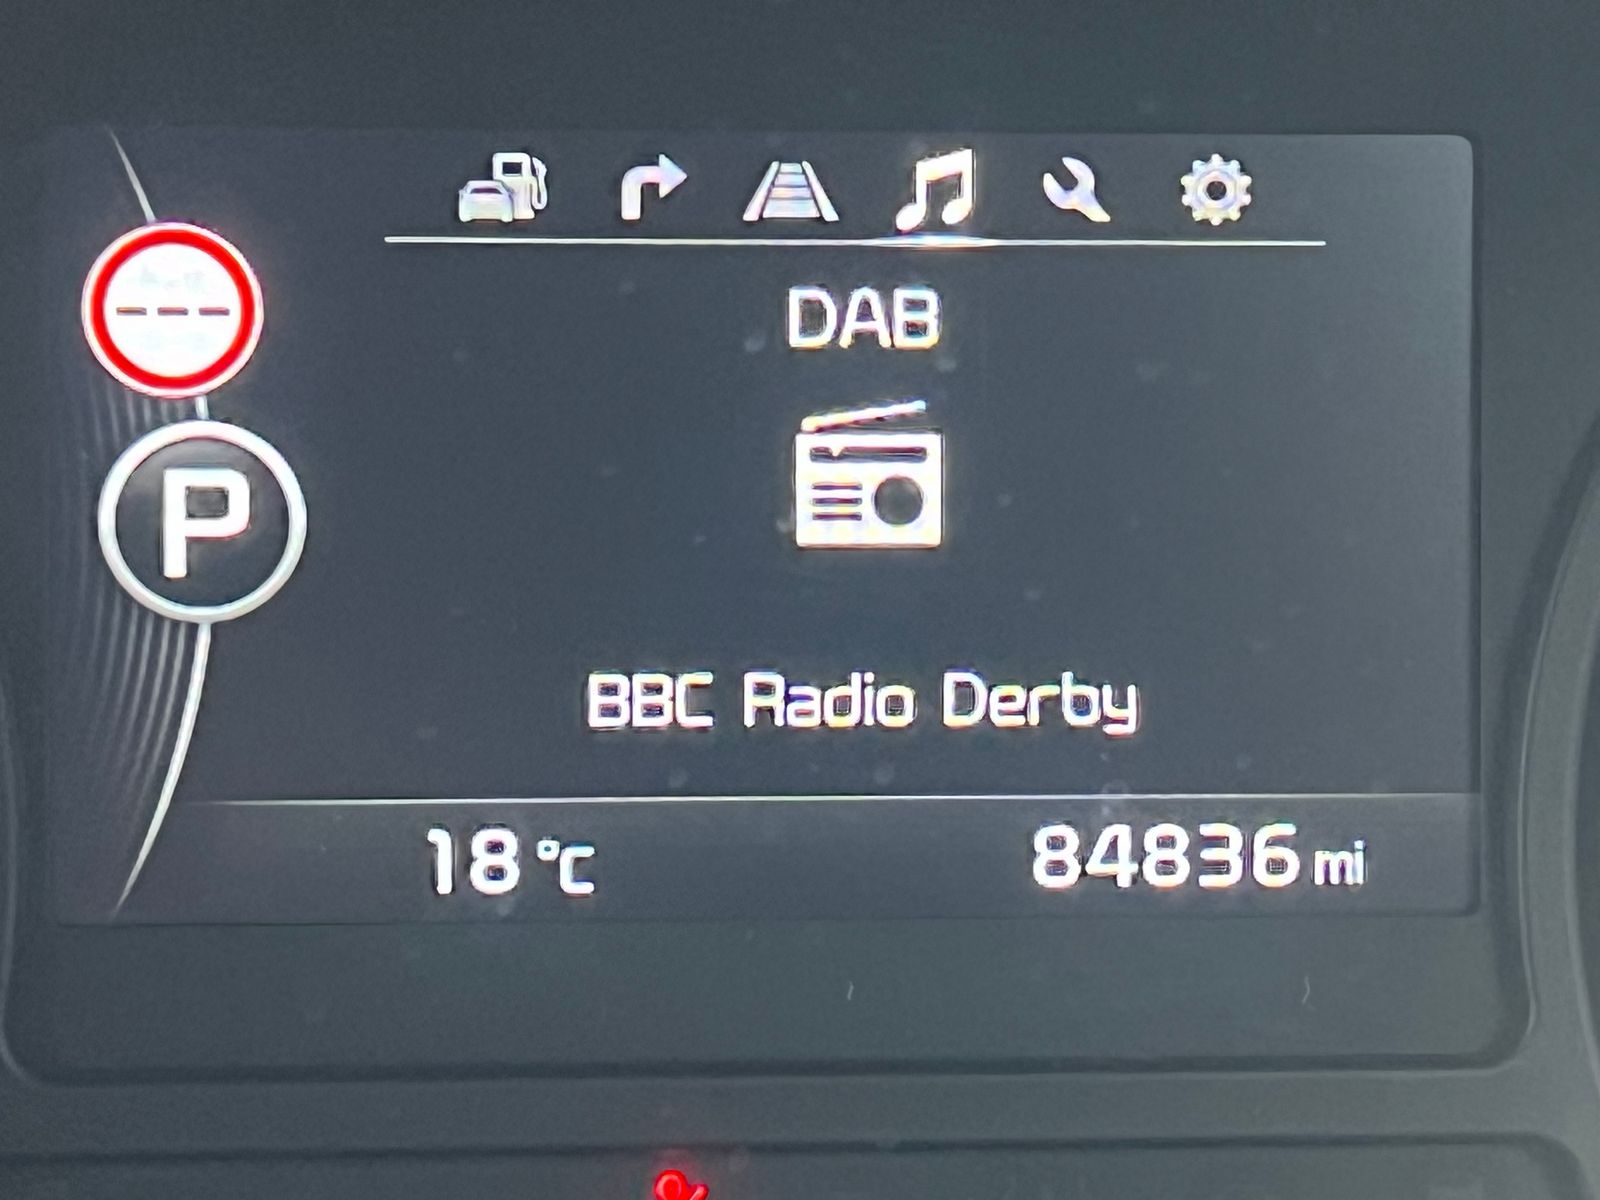 DAB
---
P
BBC Radio Derby
18 °C
84836 mi